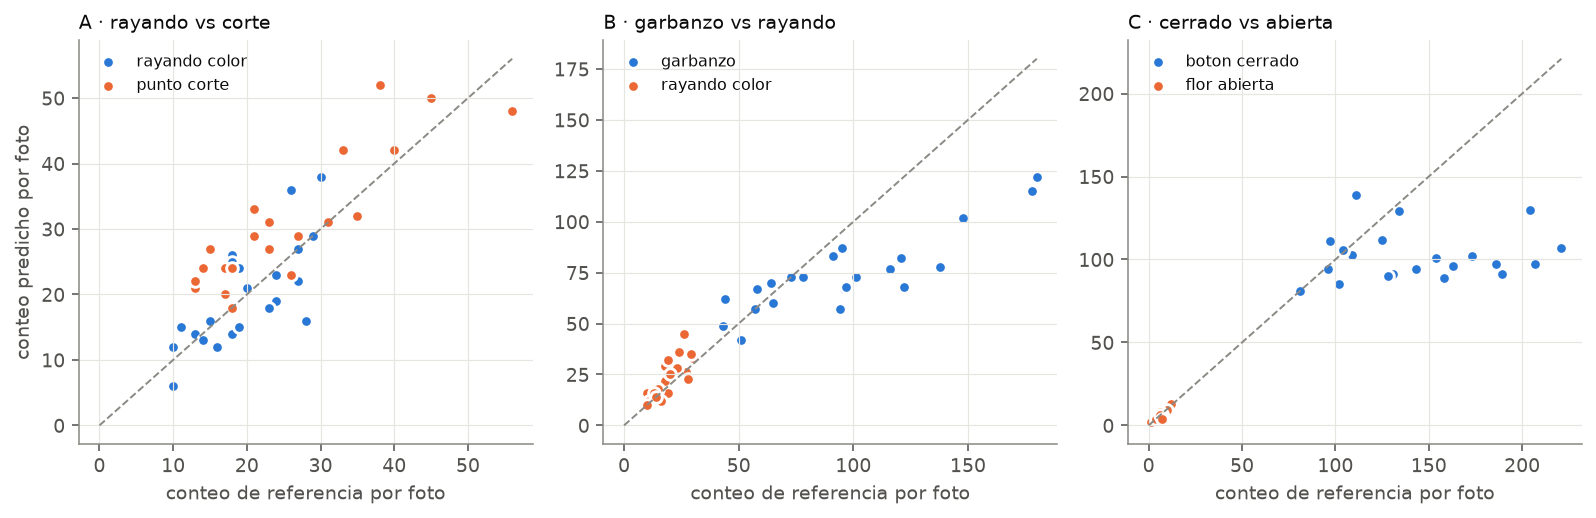 A · rayando vs corte
rayando color
punto corte
50
40
30
20
10
0
0
10
20
30
40
50
conteo predicho por foto
conteo de referencia por foto
B · garbanzo vs rayando
garbanzo
rayando color
175
150
125
100
75
50
25
0
0
50
100
150
conteo de referencia por foto
C · cerrado vs abierta
boton cerrado
flor abierta
200
150
100
50
0
0
50
100
150
200
conteo de referencia por foto